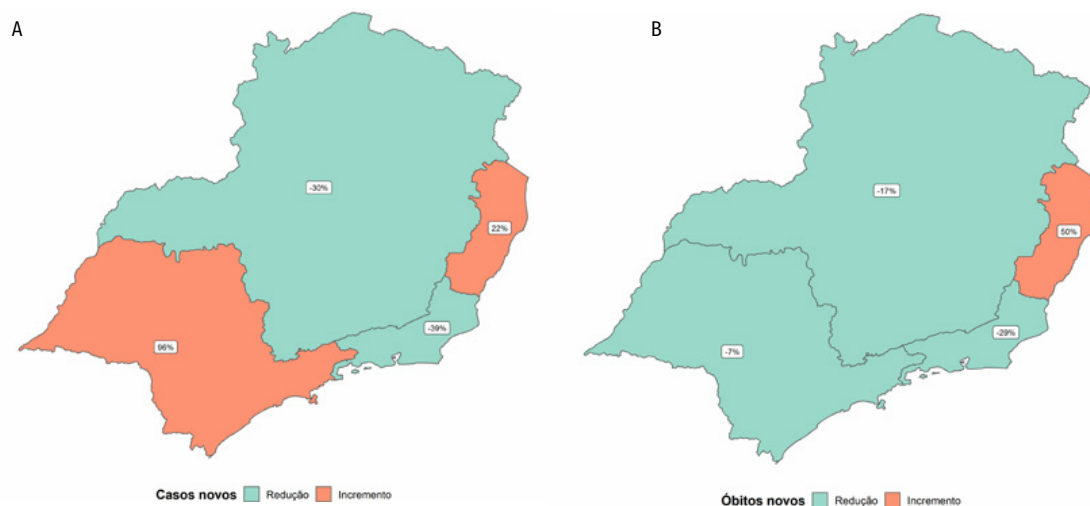 A
-30%
22%
-39%
96%
Casos novos Redução Incremento
B
-17%
50%
-29%
-7%
Óbitos novos Redução Incremento